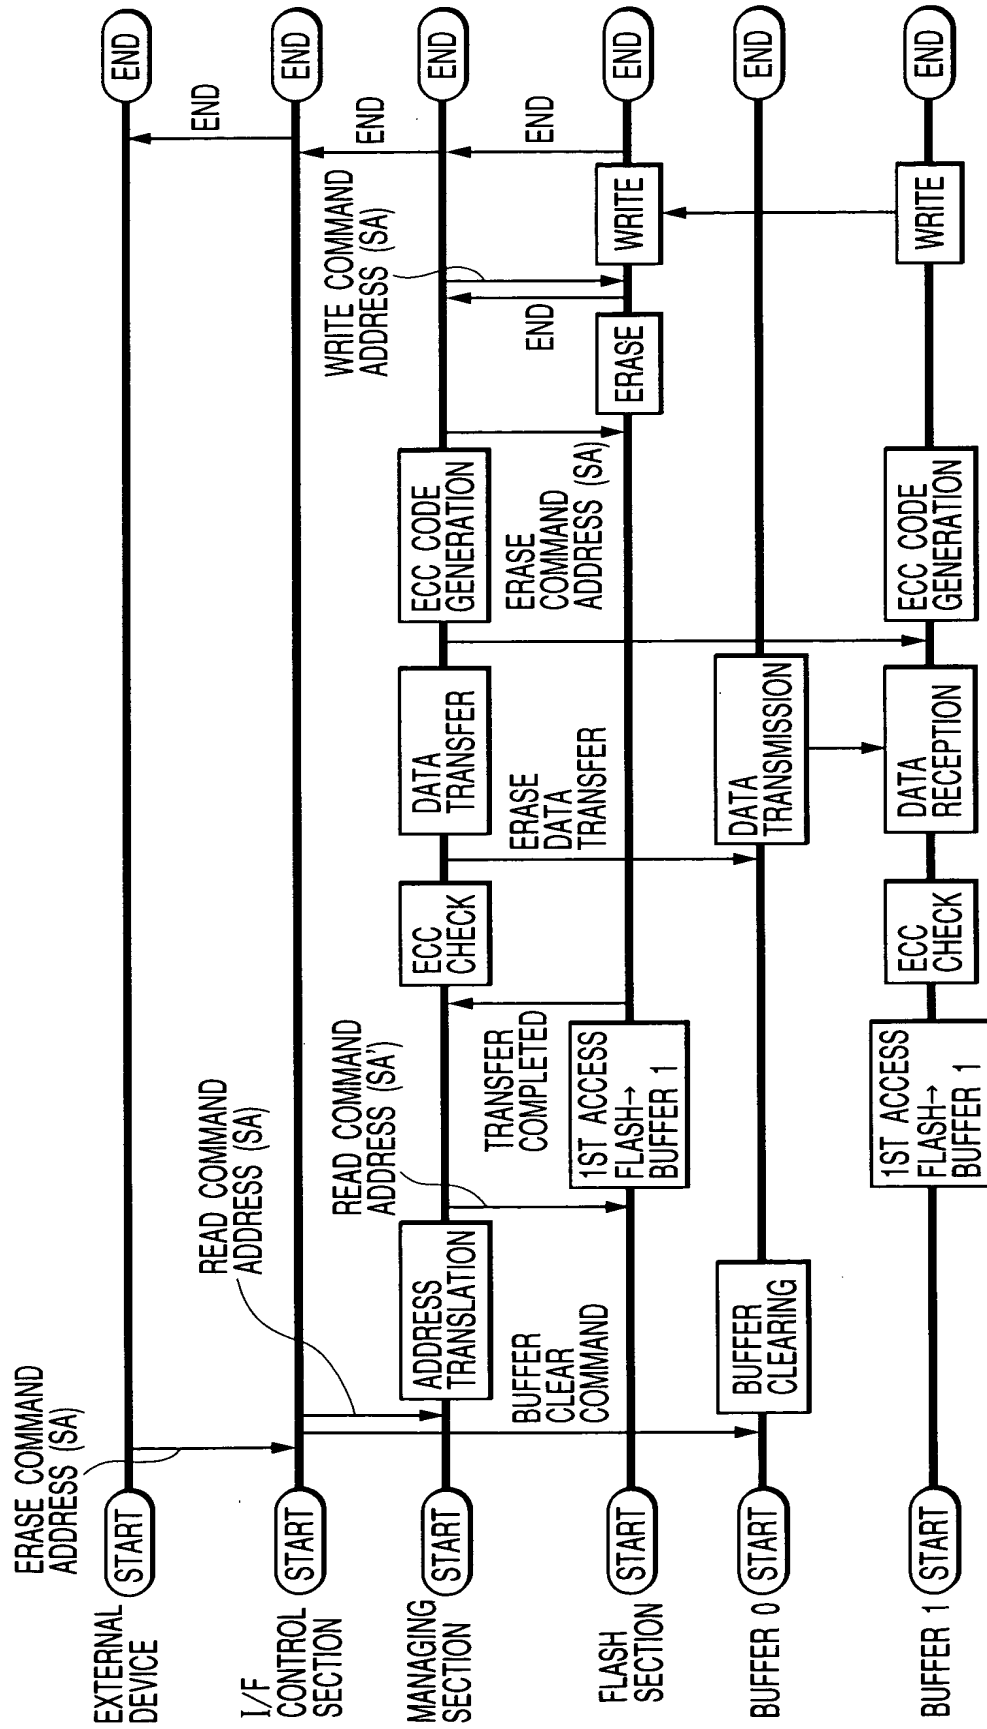 EXTERNAL
DEVICE
START
END
ERASE COMMAND
ADDRESS (SA)
END
I/F
CONTROL
SECTION
START
END
READ COMMAND
ADDRESS (SA)
END
MANAGING
SECTION
START
ADDRESS
TRANSLATION
ECC
CHECK
DATA
TRANSFER
ECC CODE
GENERATION
END
READ COMMAND
ADDRESS (SA')
WRITE COMMAND
ADDRESS (SA)
BUFFER
CLEAR
COMMAND
TRANSFER
COMPLETED
ERASE
DATA
TRANSFER
ERASE
COMMAND
ADDRESS (SA)
END
END
FLASH
SECTION
START
1ST ACCESS
FLASH→
BUFFER 1
ERASE
WRITE
END
BUFFER 0
START
BUFFER
CLEARING
DATA
TRANSMISSION
END
BUFFER 1
START
1ST ACCESS
FLASH→
BUFFER 1
ECC
CHECK
DATA
RECEPTION
ECC CODE
GENERATION
WRITE
END